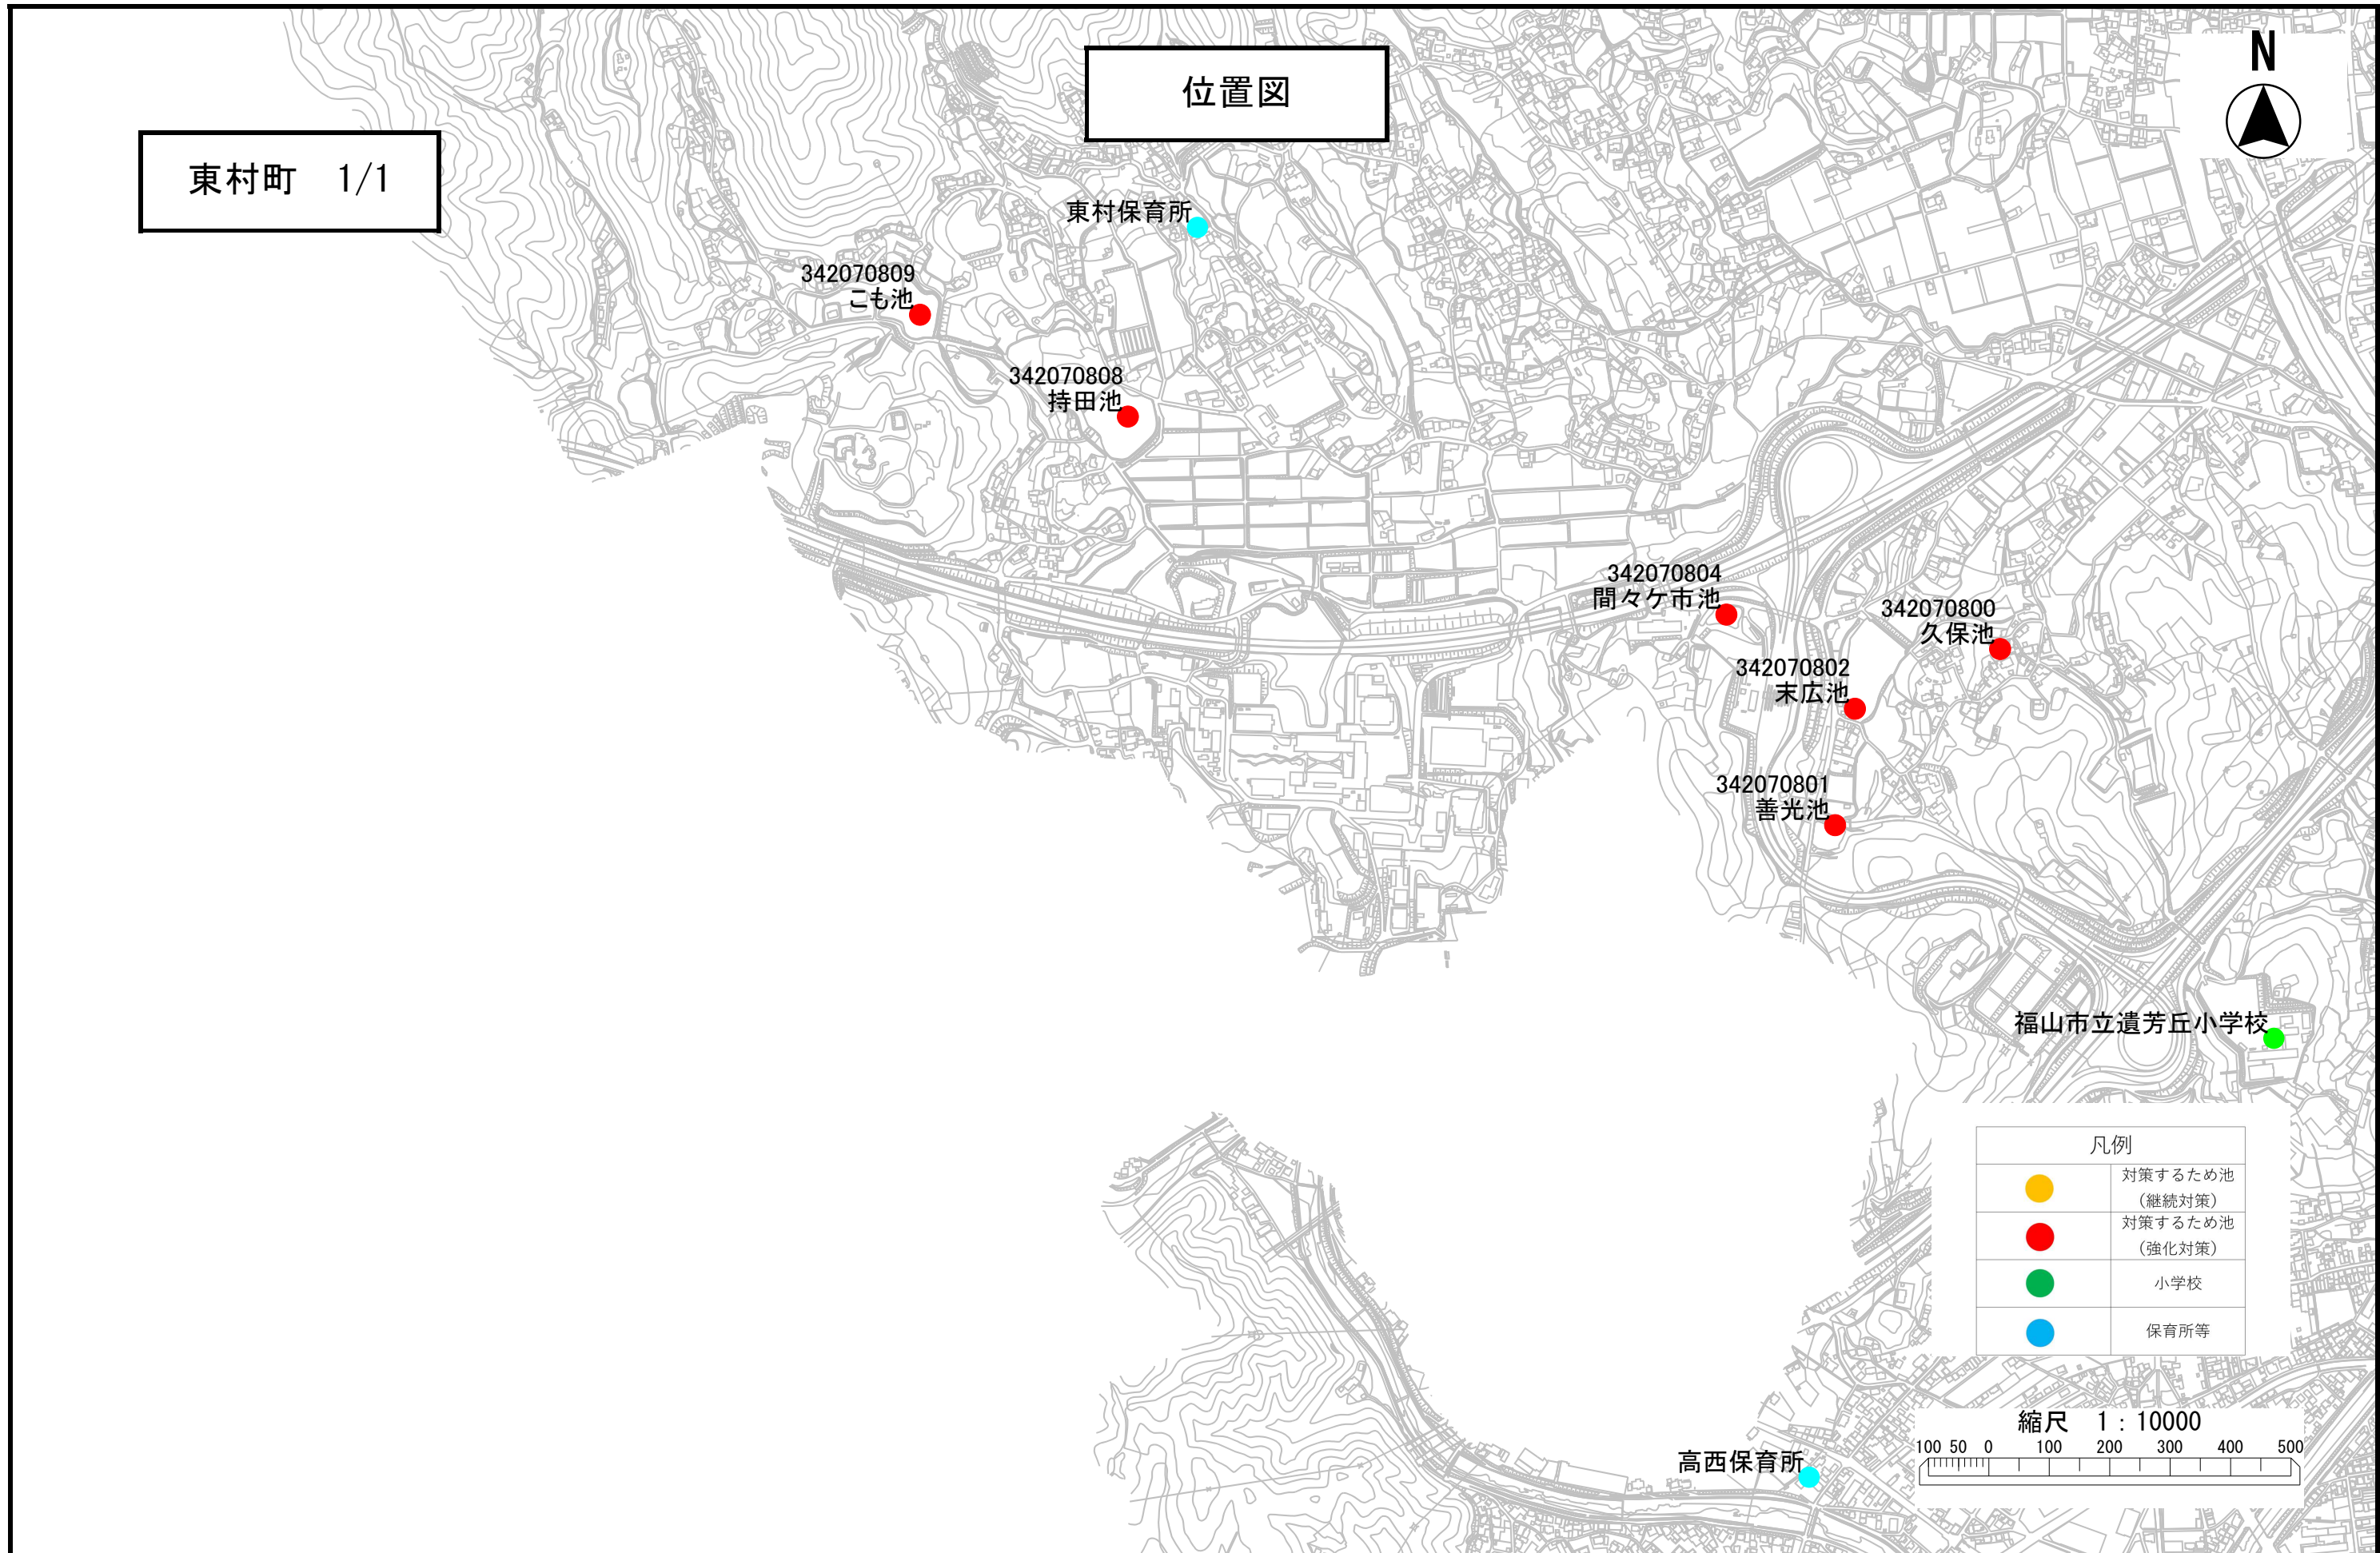 位置図
N
東村町 1/1
東村保育所
342070809
こも池
342070808
持田池
342070804
間々ケ市池
342070800
久保池
342070802
末広池
342070801
善光池
福山市立遺芳丘小学校
凡例
対策するため池
(継続対策)
対策するため池
(強化対策)
小学校
保育所等
縮尺 1:10000
100 50 0 100 200 300 400 500
高西保育所